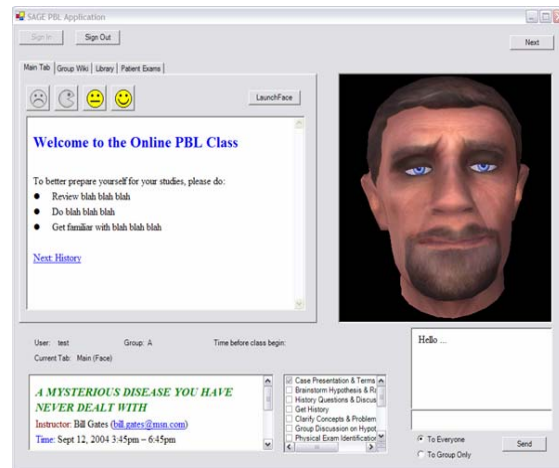 SAGE PBL Application
Sign In Sign Out
Next
Main Tab Group Wiki Library Patient Exams
LaunchFace
Welcome to the Online PBL Class
To better prepare yourself for your studies, please do:
● Review blah blah blah
● Do blah blah blah
● Get familiar with blah blah blah
Next: History
User: test Group: A Time before class begin:
Current Tab: Main (Face)
A MYSTERIOUS DISEASE YOU HAVE
NEVER DEALT WITH
Instructor: Bill Gates (bill.gates@msn.com)
Time: Sept 12, 2004 3:45pm – 6:45pm
Case Presentation & Terms
Brainstorm Hypothesis & Ra
History Questions & Discus
Get History
Clarify Concepts & Problem
Group Discussion on Hypot
Physical Exam Identification
Hello ...
To Everyone
To Group Only
Send